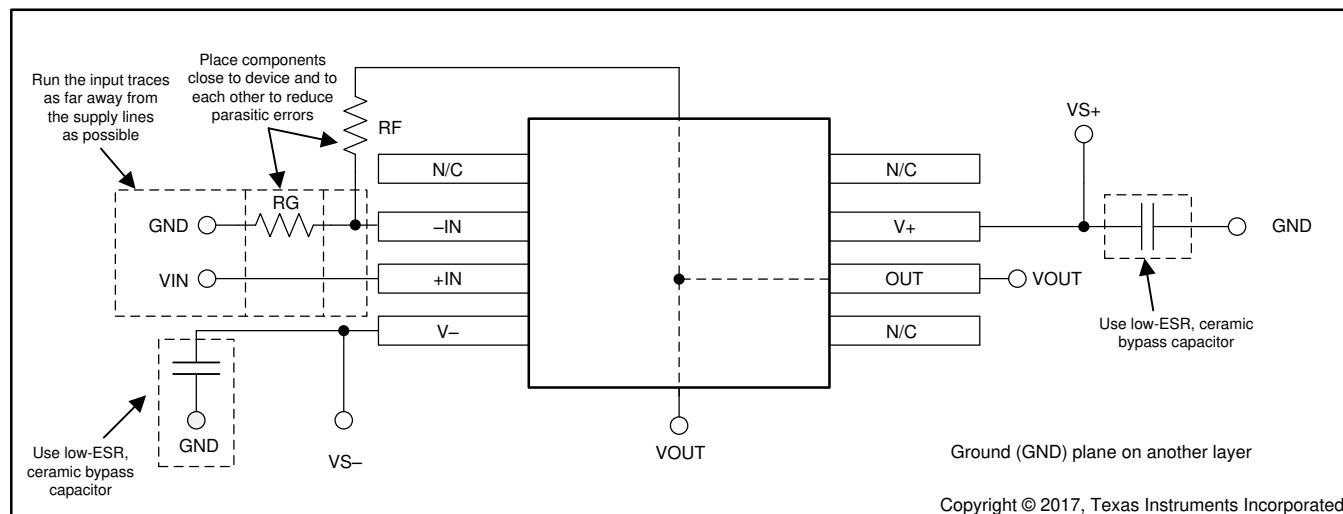 Run the input traces
as far away from
the supply lines
as possible
Place components
close to device and to
each other to reduce
parasitic errors
RF
N/C
N/C
VS+
RG
GND
–IN
V+
GND
VIN
+IN
OUT
VOUT
V–
N/C
Use low-ESR, ceramic
bypass capacitor
GND
VS–
VOUT
Use low-ESR,
ceramic bypass
capacitor
Ground (GND) plane on another layer
Copyright © 2017, Texas Instruments Incorporated